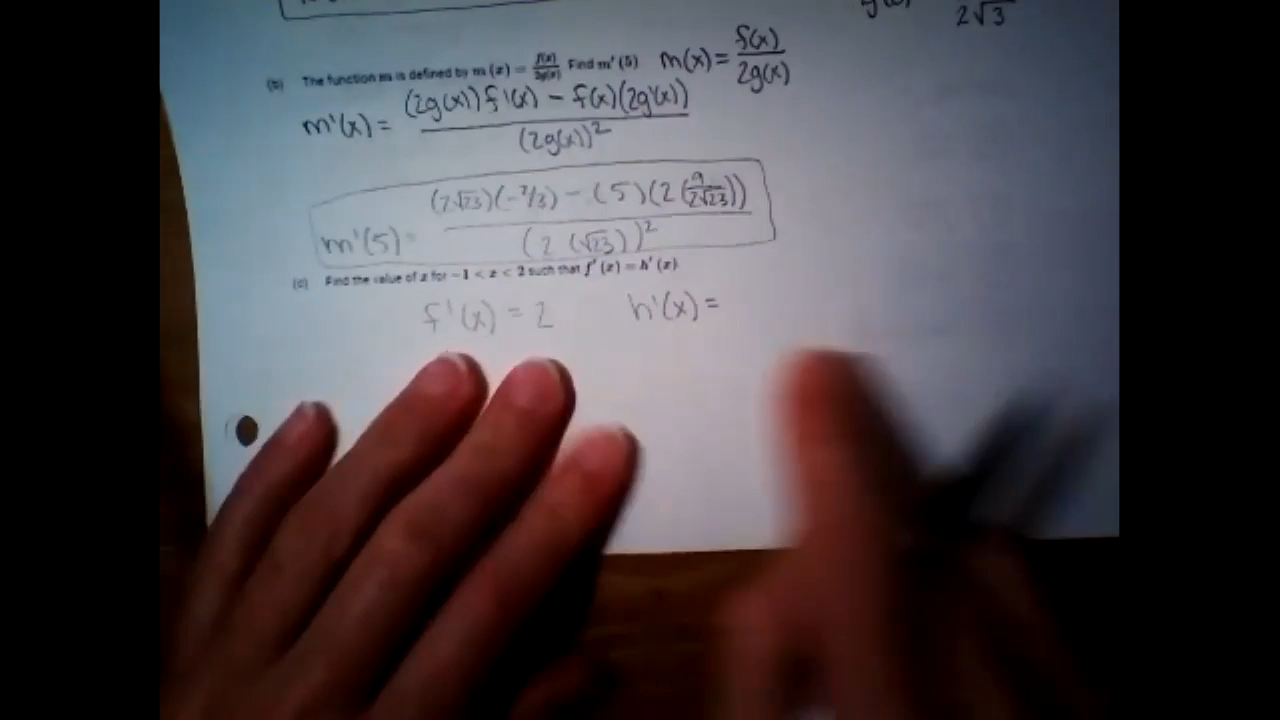 2√3
(b) The function m is defined by m (x) = f(x)/2g(x) Find m' (5) m(x) = f(x)/2g(x)
m'(x) = (2g(x)) f'(x) - f(x)(2g'(x)) / (2g(x))²
m'(5) = (2√23)(-7/3) - (5)(2(9/2√23)) / (2 (√23))²
(c) Find the value of x for -1 < x < 2 such that f' (x) = h' (x)
f'(x) = 2 h'(x) =